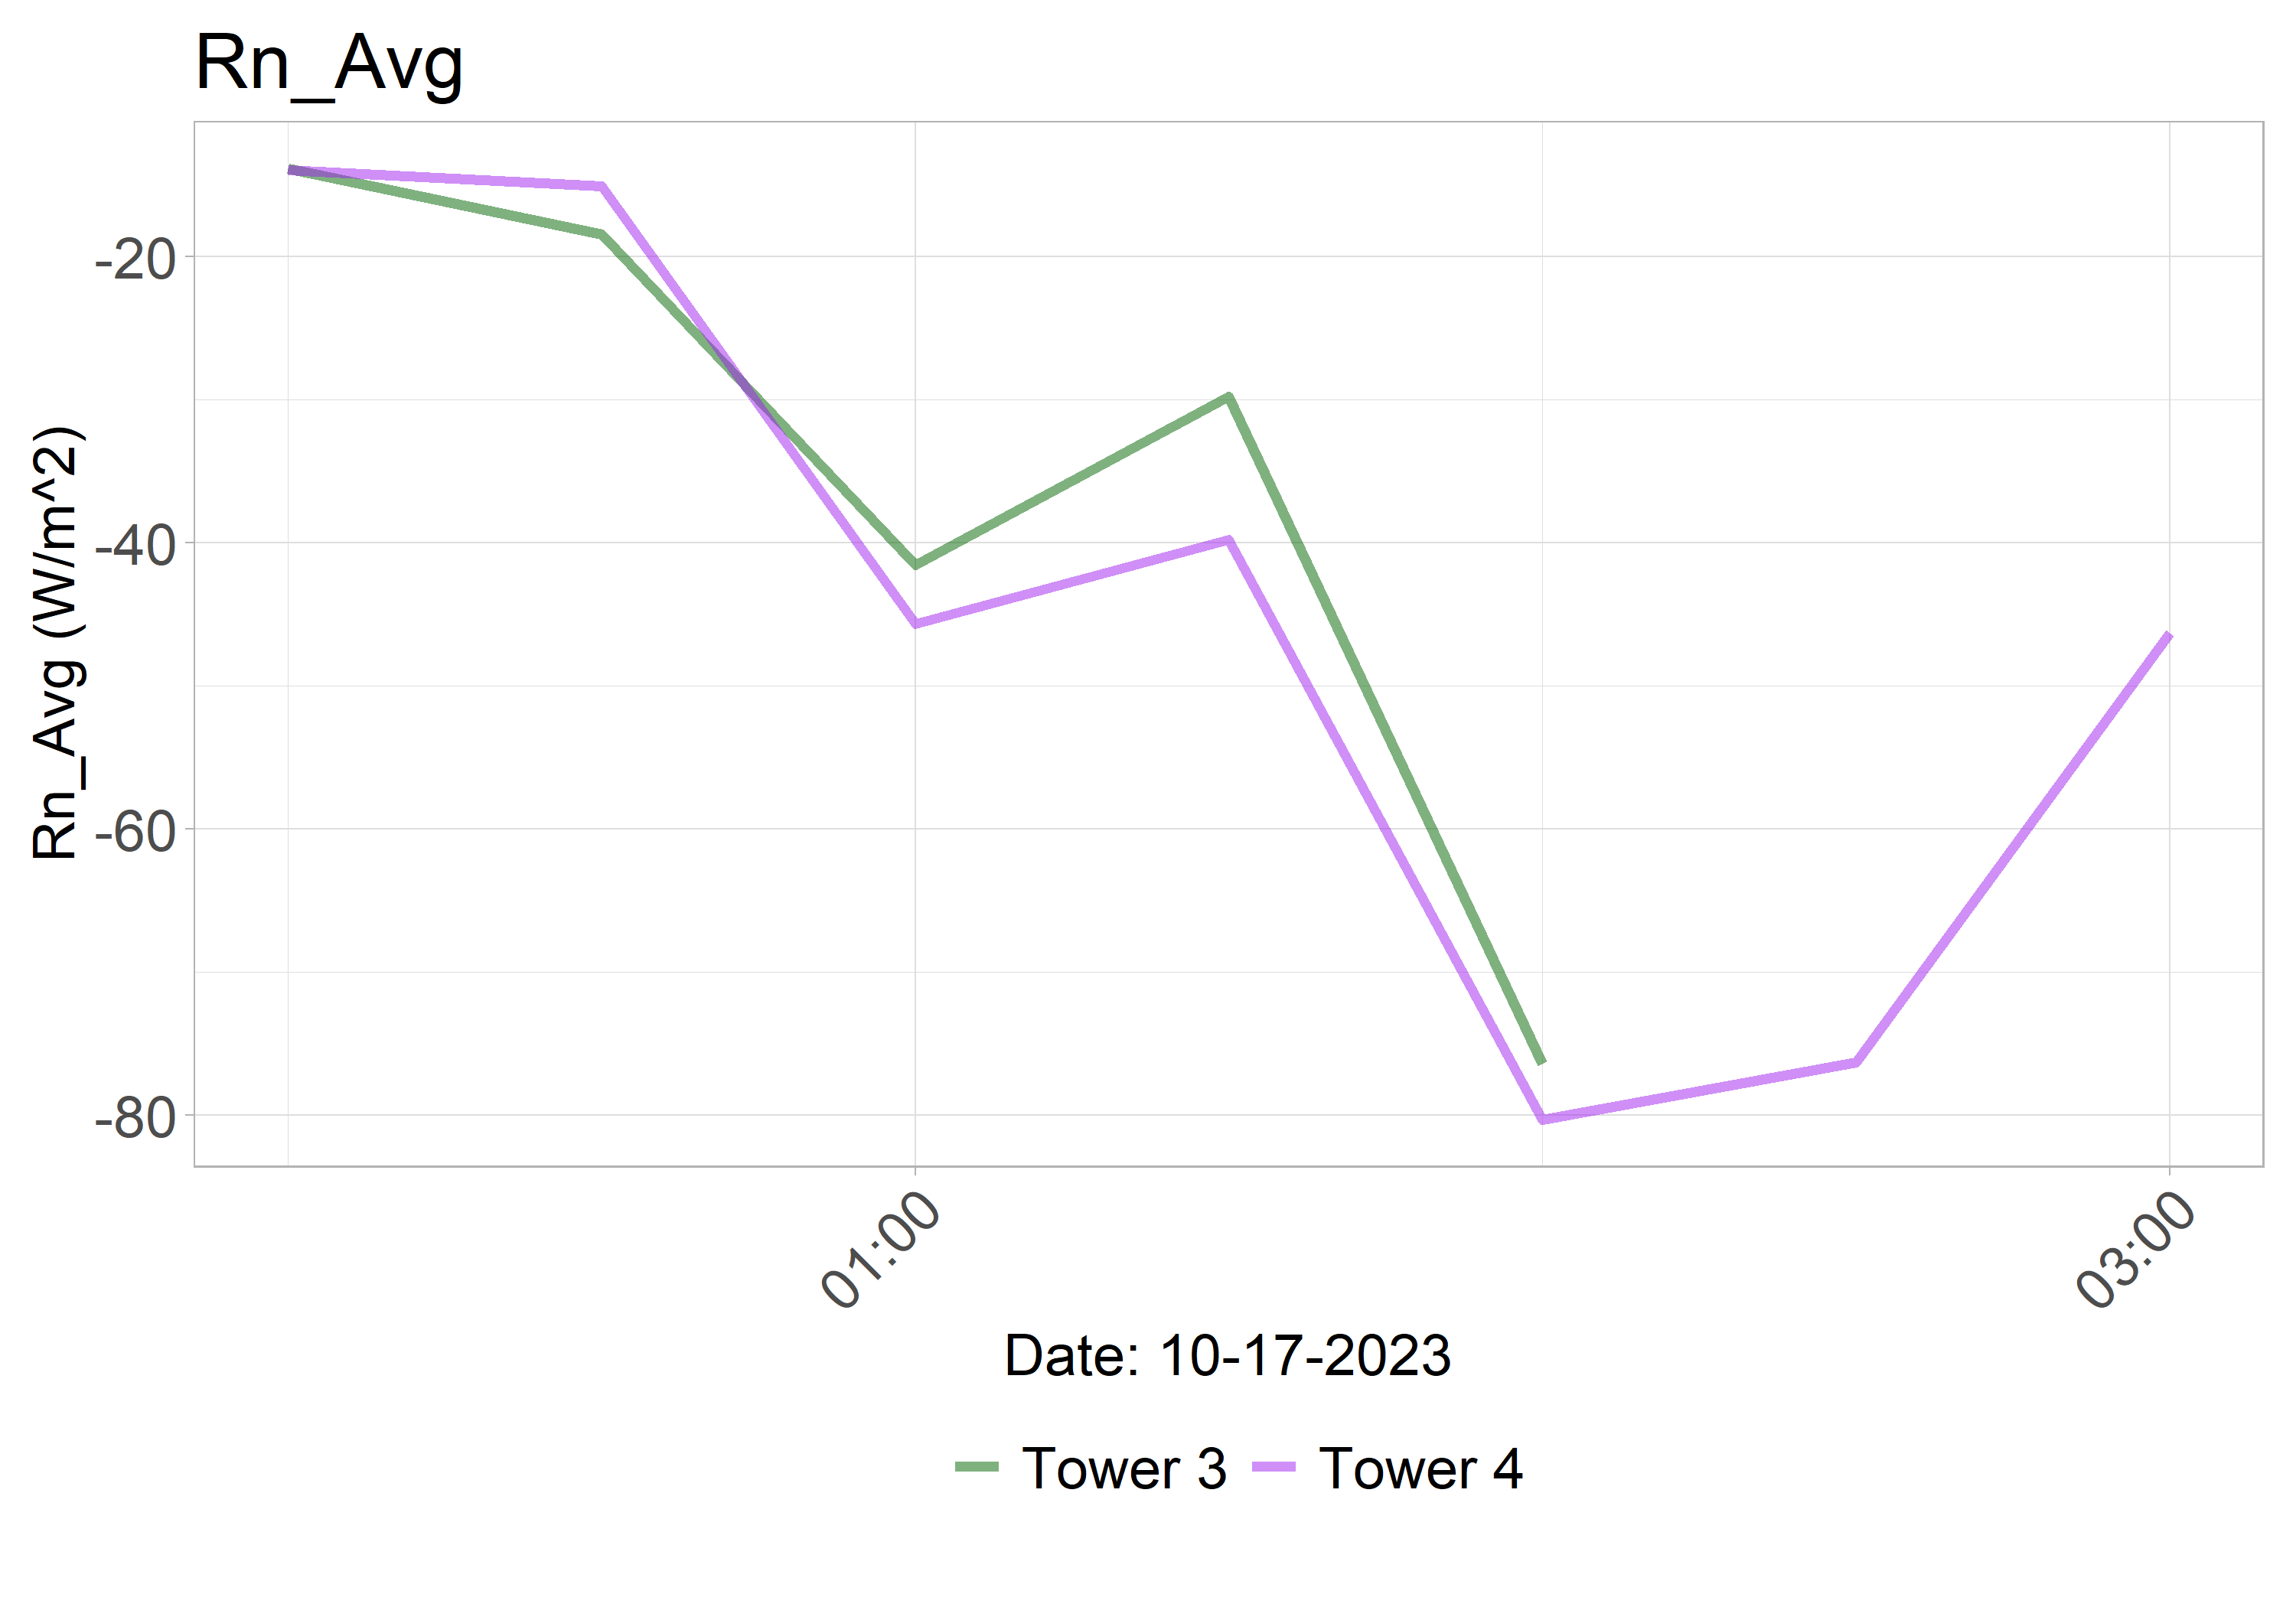 Rn_Avg
Rn_Avg (W/m^2)
-20
-40
-60
-80
01:00
03:00
Date: 10-17-2023
Tower 3
Tower 4